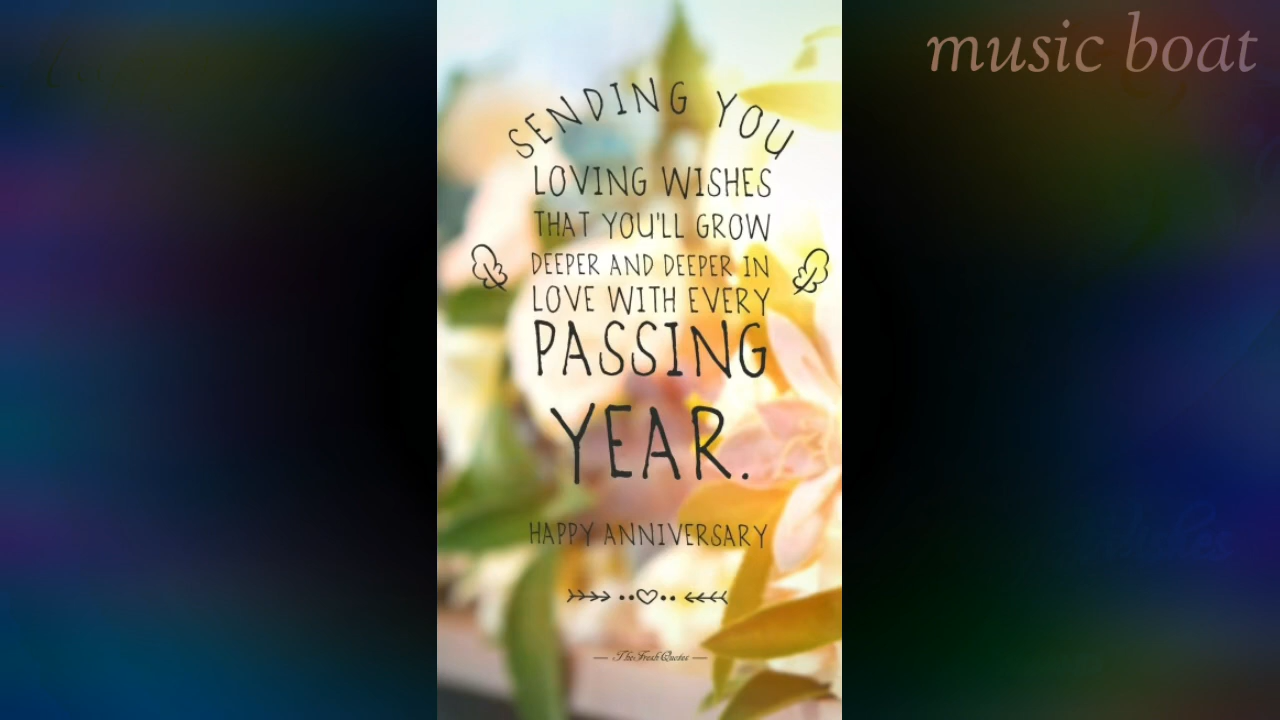 music boat
SENDING YOU
LOVING WISHES
THAT YOU'LL GROW
DEEPER AND DEEPER IN
LOVE WITH EVERY
PASSING
YEAR.
HAPPY ANNIVERSARY
TheFreshQuotes